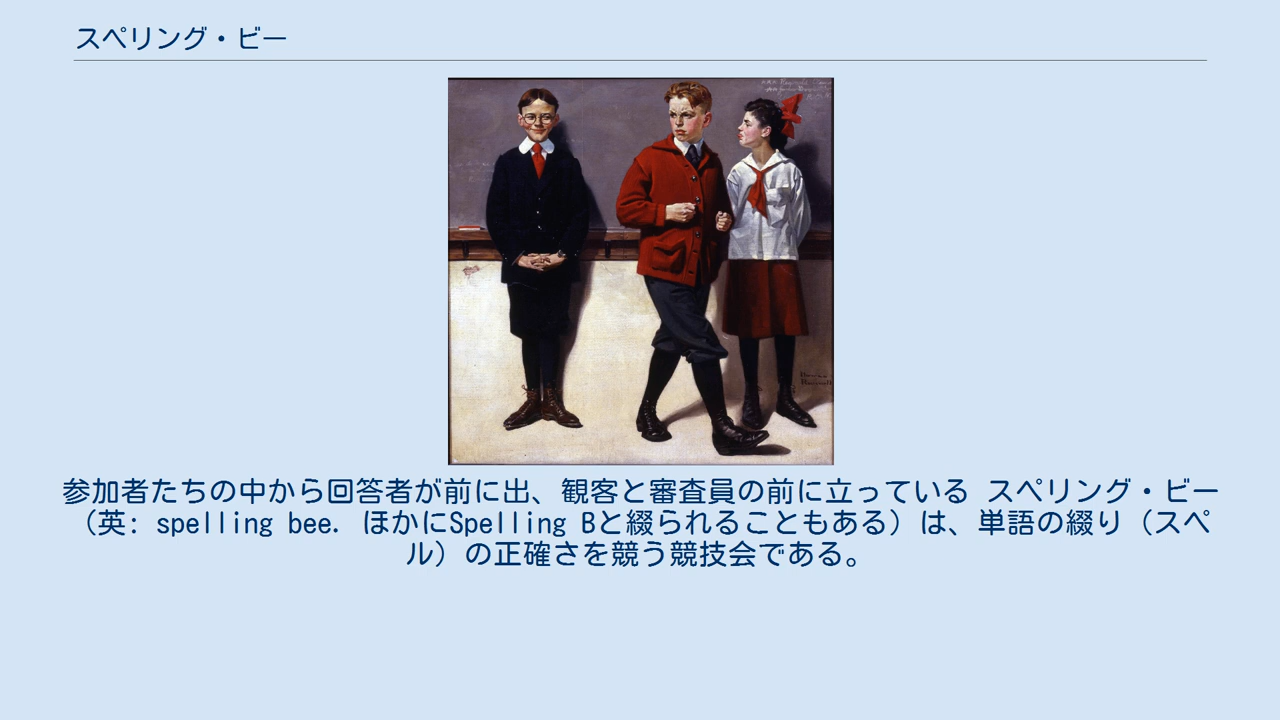 スペリング・ビー
参加者たちの中から回答者が前に出、観客と審査員の前に立っている スペリング・ビー
（英: spelling bee. ほかにSpelling Bと綴られることもある）は、単語の綴り（スペ
ル）の正確さを競う競技会である。